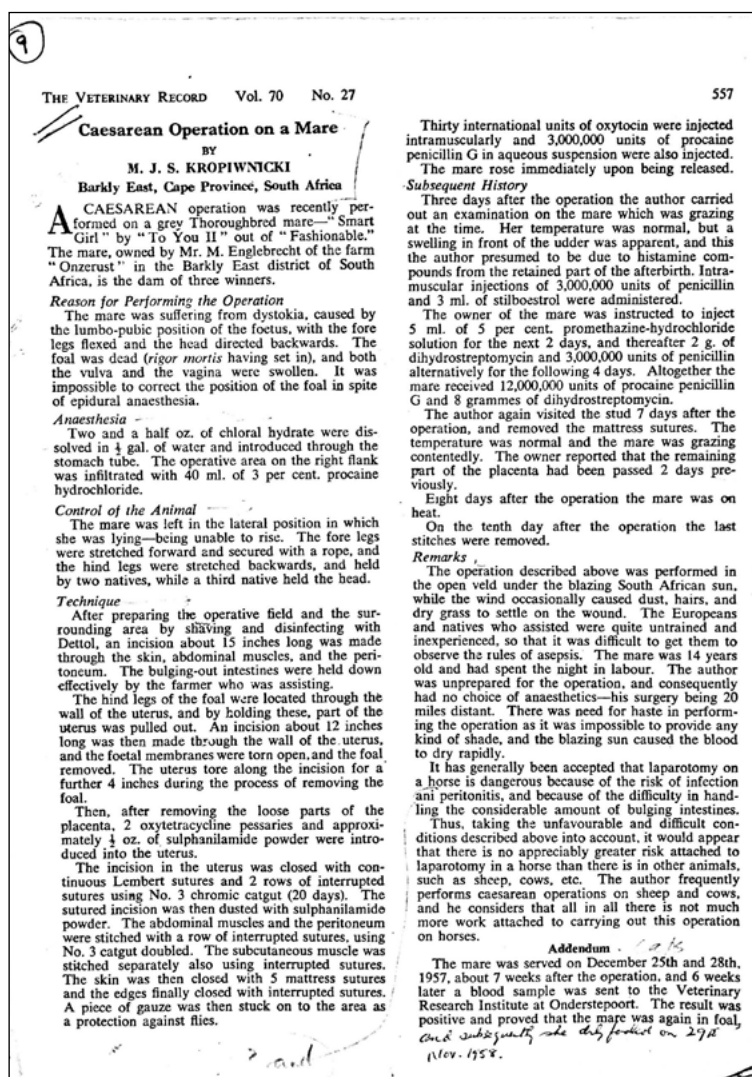 9
THE VETERINARY RECORD Vol. 70 No. 27
557
Caesarean Operation on a Mare
BY
M. J. S. KROPIWNICKI
Barkly East, Cape Province, South Africa
A CAESAREAN operation was recently per-
formed on a grey Thoroughbred mare—"Smart
Girl" by "To You II" out of "Fashionable."
The mare, owned by Mr. M. Englebrecht of the farm
"Onzerust" in the Barkly East district of South
Africa, is the dam of three winners.
Reason for Performing the Operation
The mare was suffering from dystokia, caused by
the lumbo-pubic position of the foetus, with the fore
legs flexed and the head directed backwards. The
foal was dead (rigor mortis having set in), and both
the vulva and the vagina were swollen. It was
impossible to correct the position of the foal in spite
of epidural anaesthesia.
Anaesthesia
Two and a half oz. of chloral hydrate were dis-
solved in ½ gal. of water and introduced through the
stomach tube. The operative area on the right flank
was infiltrated with 40 ml. of 3 per cent. procaine
hydrochloride.
Control of the Animal
The mare was left in the lateral position in which
she was lying—being unable to rise. The fore legs
were stretched forward and secured with a rope, and
the hind legs were stretched backwards, and held
by two natives, while a third native held the head.
Technique
After preparing the operative field and the sur-
rounding area by shaving and disinfecting with
Dettol, an incision about 15 inches long was made
through the skin, abdominal muscles, and the peri-
toneum. The bulging-out intestines were held down
effectively by the farmer who was assisting.
The hind legs of the foal were located through the
wall of the uterus, and by holding these, part of the
uterus was pulled out. An incision about 12 inches
long was then made through the wall of the uterus,
and the foetal membranes were torn open, and the foal
removed. The uterus tore along the incision for a
further 4 inches during the process of removing the
foal.
Then, after removing the loose parts of the
placenta, 2 oxytetracycline pessaries and approxi-
mately ½ oz. of sulphanilamide powder were intro-
duced into the uterus.
The incision in the uterus was closed with con-
tinuous Lembert sutures and 2 rows of interrupted
sutures using No. 3 chromic catgut (20 days). The
sutured incision was then dusted with sulphanilamide
powder. The abdominal muscles and the peritoneum
were stitched with a row of interrupted sutures, using
No. 3 catgut doubled. The subcutaneous muscle was
stitched separately also using interrupted sutures.
The skin was then closed with 5 mattress sutures
and the edges finally closed with interrupted sutures.
A piece of gauze was then stuck on to the area as
a protection against flies.
? and
Thirty international units of oxytocin were injected
intramuscularly and 3,000,000 units of procaine
penicillin G in aqueous suspension were also injected.
The mare rose immediately upon being released.
Subsequent History
Three days after the operation the author carried
out an examination on the mare which was grazing
at the time. Her temperature was normal, but a
swelling in front of the udder was apparent, and this
the author presumed to be due to histamine com-
pounds from the retained part of the afterbirth. Intra-
muscular injections of 3,000,000 units of penicillin
and 3 ml. of stilboestrol were administered.
The owner of the mare was instructed to inject
5 ml. of 5 per cent. promethazine-hydrochloride
solution for the next 2 days, and thereafter 2 g. of
dihydrostreptomycin and 3,000,000 units of penicillin
alternatively for the following 4 days. Altogether the
mare received 12,000,000 units of procaine penicillin
G and 8 grammes of dihydrostreptomycin.
The author again visited the stud 7 days after the
operation, and removed the mattress sutures. The
temperature was normal and the mare was grazing
contentedly. The owner reported that the remaining
part of the placenta had been passed 2 days pre-
viously.
Eight days after the operation the mare was on
heat.
On the tenth day after the operation the last
stitches were removed.
Remarks
The operation described above was performed in
the open veld under the blazing South African sun,
while the wind occasionally caused dust, hairs, and
dry grass to settle on the wound. The Europeans
and natives who assisted were quite untrained and
inexperienced, so that it was difficult to get them to
observe the rules of asepsis. The mare was 14 years
old and had spent the night in labour. The author
was unprepared for the operation, and consequently
had no choice of anaesthetics—his surgery being 20
miles distant. There was need for haste in perform-
ing the operation as it was impossible to provide any
kind of shade, and the blazing sun caused the blood
to dry rapidly.
It has generally been accepted that laparotomy on
a horse is dangerous because of the risk of infection
ani peritonitis, and because of the difficulty in hand-
ling the considerable amount of bulging intestines.
Thus, taking the unfavourable and difficult con-
ditions described above into account, it would appear
that there is no appreciably greater risk attached to
laparotomy in a horse than there is in other animals,
such as sheep, cows, etc. The author frequently
performs caesarean operations on sheep and cows,
and he considers that all in all there is not much
more work attached to carrying out this operation
on horses.
Addendum
The mare was served on December 25th and 28th,
1957, about 7 weeks after the operation, and 6 weeks
later a blood sample was sent to the Veterinary
Research Institute at Onderstepoort. The result was
positive and proved that the mare was again in foal,
and subsequently she duly foaled on 29th
Nov. 1958.